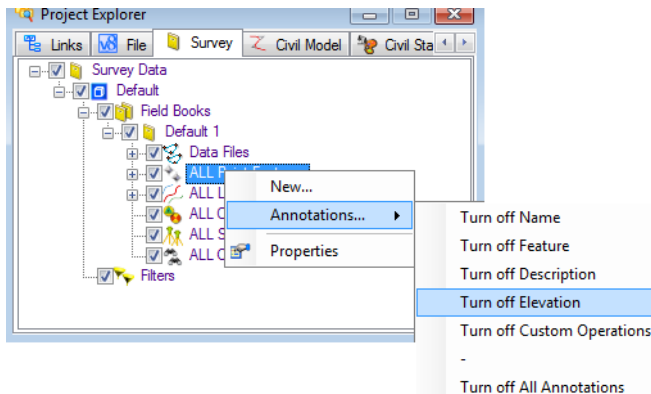 Project Explorer
Links File Survey Civil Model Civil Sta
Survey Data
Default
Field Books
Default 1
Data Files
ALL
ALL L
ALL C
ALL S
ALL C
Filters
New...
Annotations...
Properties
Turn off Name
Turn off Feature
Turn off Description
Turn off Elevation
Turn off Custom Operations
-
Turn off All Annotations